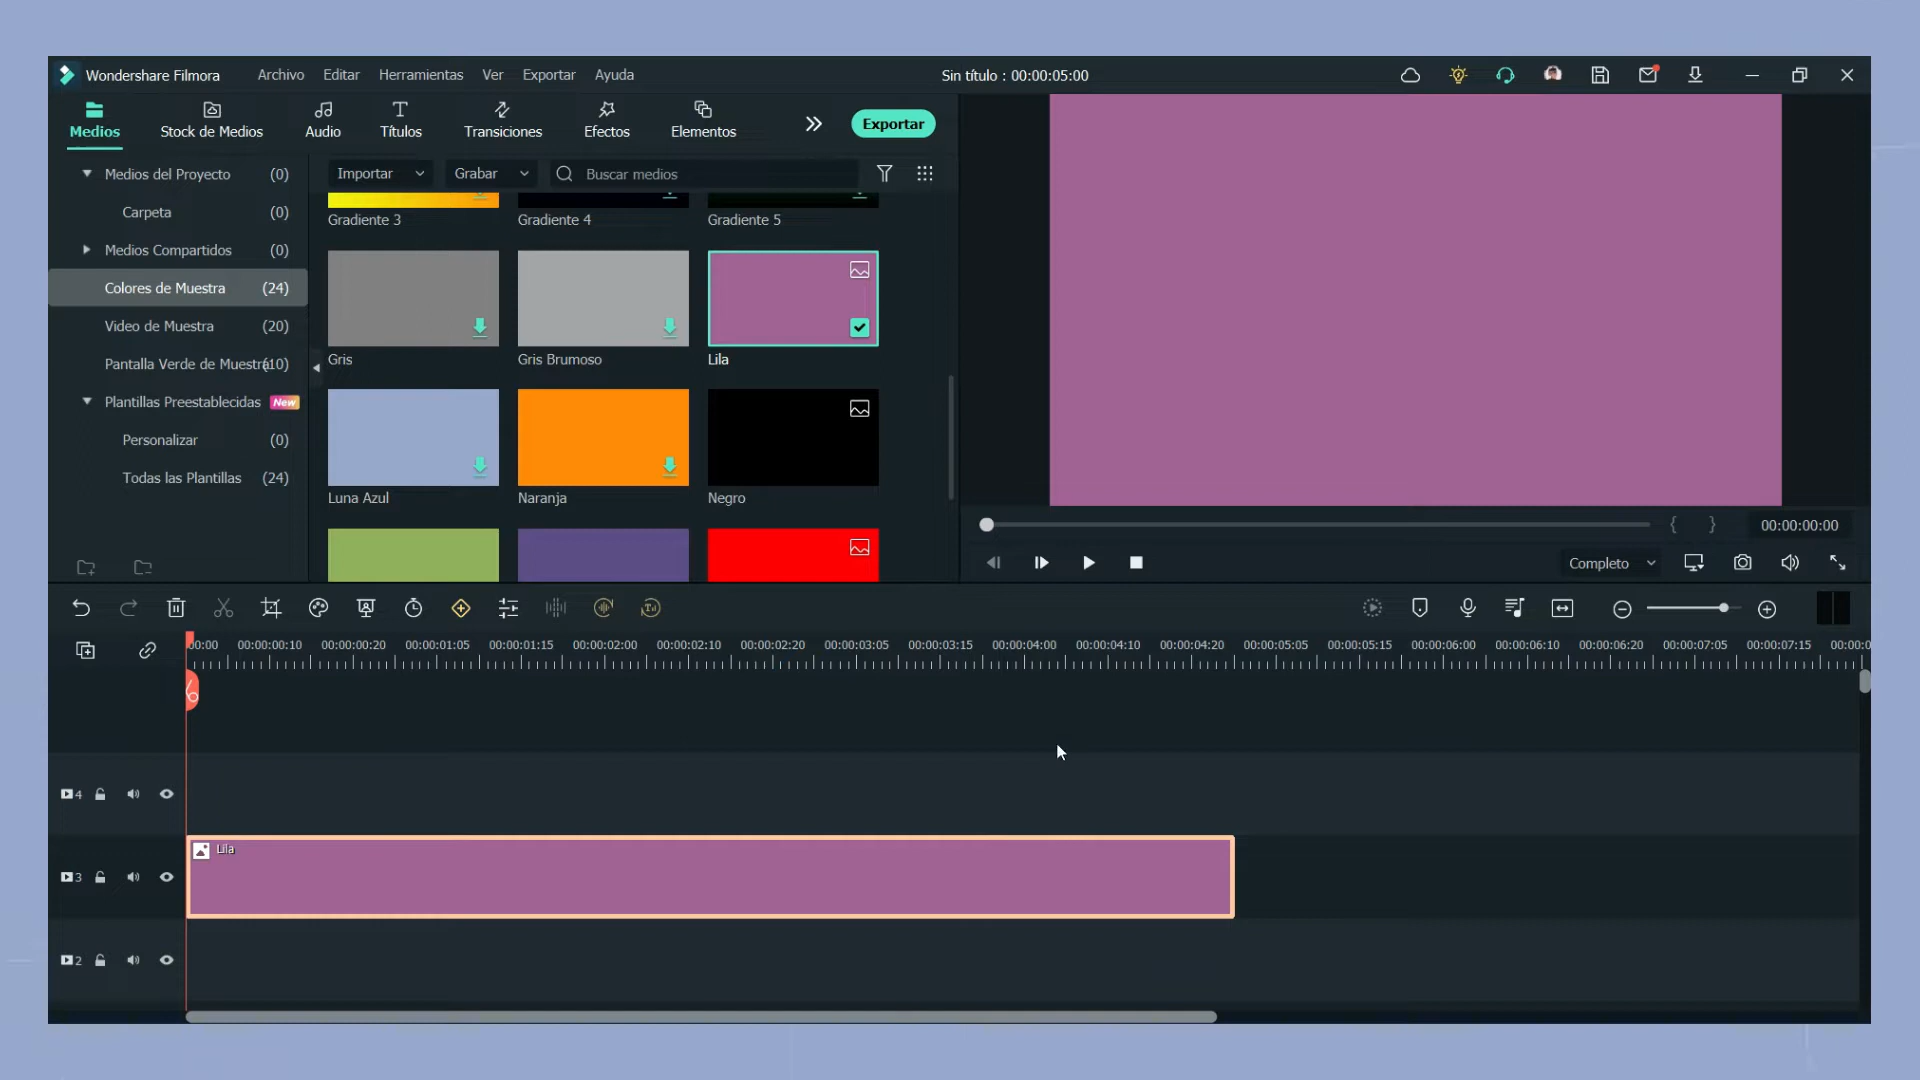 Wondershare Filmora Archivo Editar Herramientas Ver Exportar Ayuda Sin título : 00:00:05:00
Medios Stock de Medios Audio Títulos Transiciones Efectos Elementos Exportar
Medios del Proyecto (0)
Carpeta (0)
Medios Compartidos (0)
Colores de Muestra (24)
Video de Muestra (20)
Pantalla Verde de Muestra (10)
Plantillas Preestablecidas New
Personalizar (0)
Todas las Plantillas (24)
Importar Grabar Buscar medios
Gradiente 3 Gradiente 4 Gradiente 5
Gris Gris Brumoso Lila
Luna Azul Naranja Negro
00:00:00:00
Completo
00:00 00:00:00:10 00:00:00:20 00:00:01:05 00:00:01:15 00:00:02:00 00:00:02:10 00:00:02:20 00:00:03:05 00:00:03:15 00:00:04:00 00:00:04:10 00:00:04:20 00:00:05:05 00:00:05:15 00:00:06:00 00:00:06:10 00:00:06:20 00:00:07:05 00:00:07:15 00:00:0
4
Lila
3
2